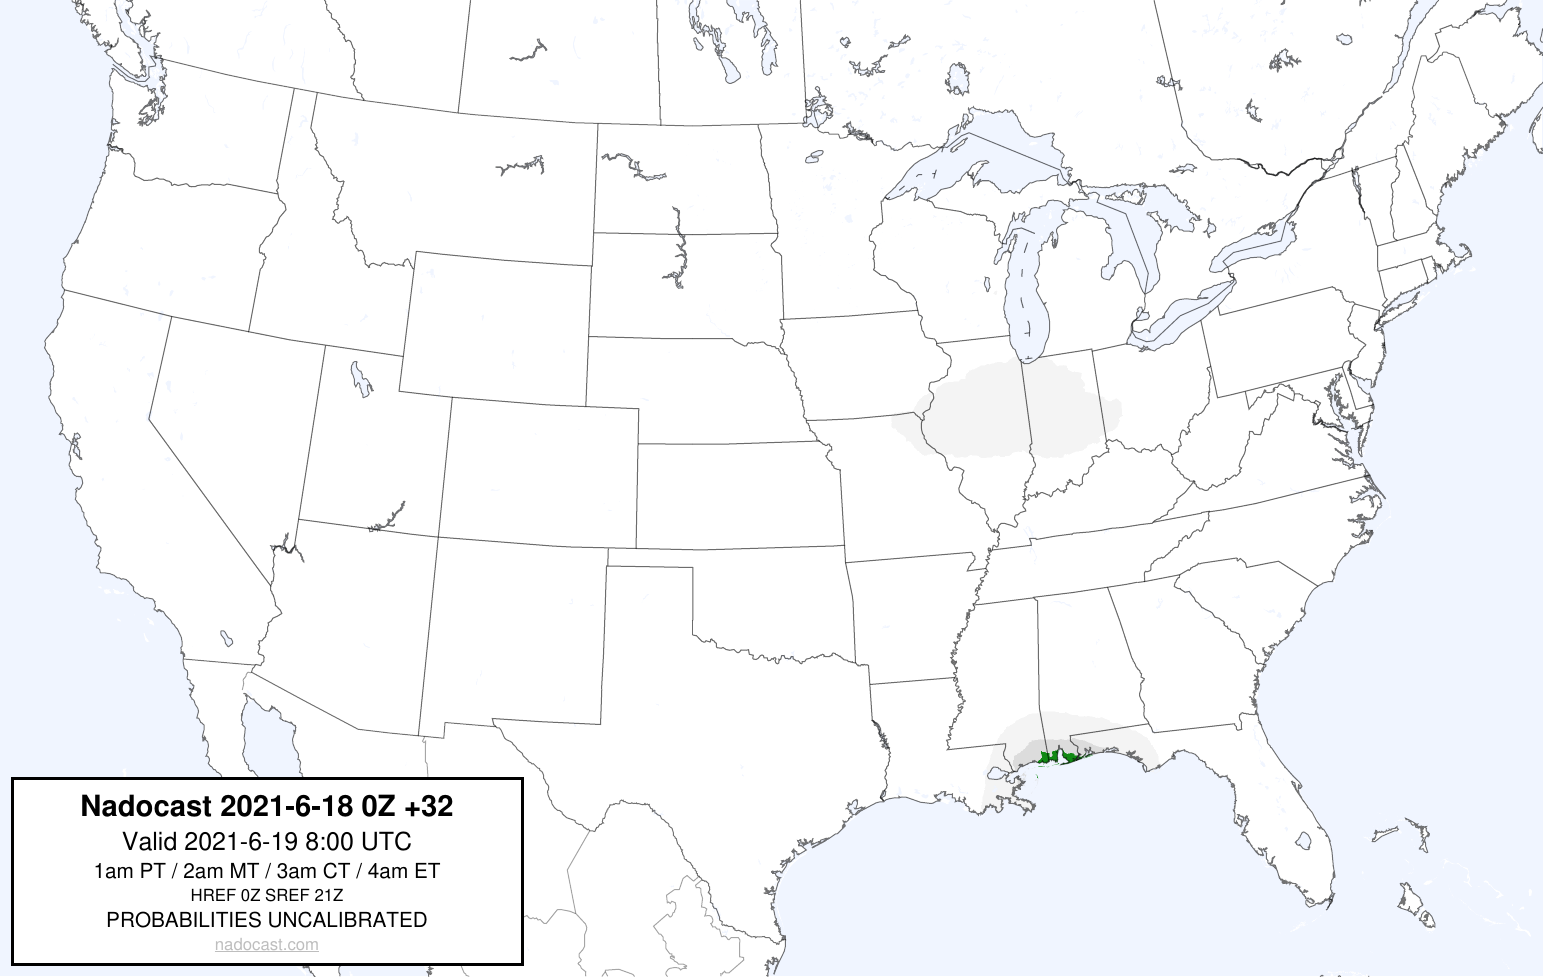 Nadocast 2021-6-18 0Z +32
Valid 2021-6-19 8:00 UTC
1am PT / 2am MT / 3am CT / 4am ET
HREF 0Z SREF 21Z
PROBABILITIES UNCALIBRATED
nadocast.com